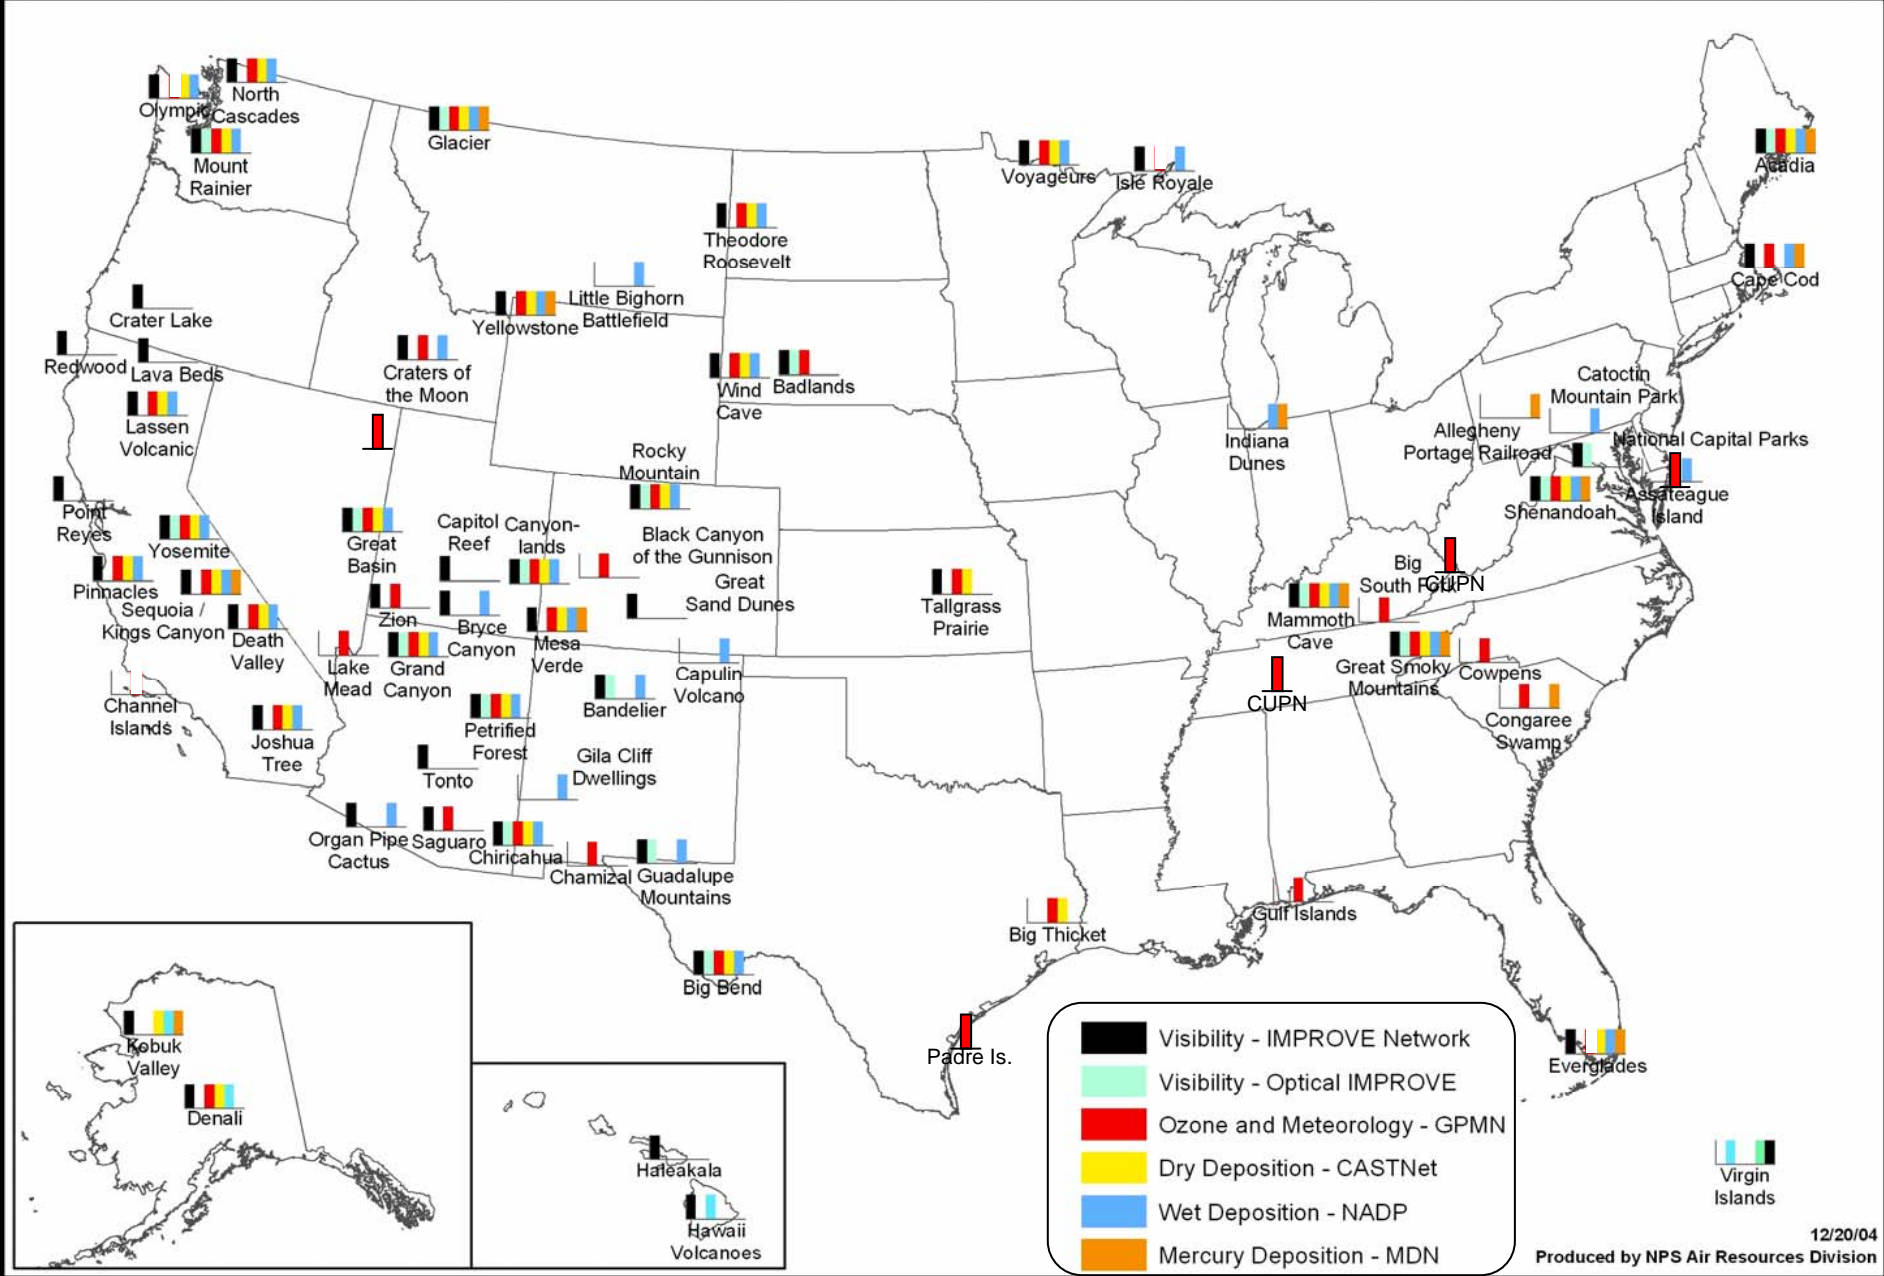 Olympic
North
Cascades
Mount
Rainier
Glacier
Voyageurs
Isle Royale
Acadia
Theodore
Roosevelt
Little Bighorn
Battlefield
Cape Cod
Crater Lake
Yellowstone
Redwood
Lava Beds
Craters of
the Moon
Wind
Cave
Badlands
Catoctin
Mountain Park
Lassen
Volcanic
Indiana
Dunes
Allegheny
Portage Railroad
National Capital Parks
Rocky
Mountain
Assateague
Island
Shenandoah
Point
Reyes
Yosemite
Great
Basin
Capitol
Reef
Canyon-
lands
Black Canyon
of the Gunnison
Great
Sand Dunes
Pinnacles
Sequoia /
Kings Canyon
Death
Valley
Zion
Bryce
Canyon
Mesa
Verde
Tallgrass
Prairie
Big
South Fork
CUPN
Mammoth
Cave
Lake
Mead
Grand
Canyon
Capulin
Volcano
Great Smoky
Mountains
Cowpens
Channel
Islands
Bandelier
CUPN
Congaree
Swamp
Joshua
Tree
Petrified
Forest
Tonto
Gila Cliff
Dwellings
Organ Pipe
Cactus
Saguaro
Chiricahua
Chamizal
Guadalupe
Mountains
Gulf Islands
Big Thicket
Big Bend
Padre Is.
Everglades
Kobuk
Valley
Denali
Haleakala
Hawaii
Volcanoes
Virgin
Islands
Visibility - IMPROVE Network
Visibility - Optical IMPROVE
Ozone and Meteorology - GPMN
Dry Deposition - CASTNet
Wet Deposition - NADP
Mercury Deposition - MDN
12/20/04
Produced by NPS Air Resources Division